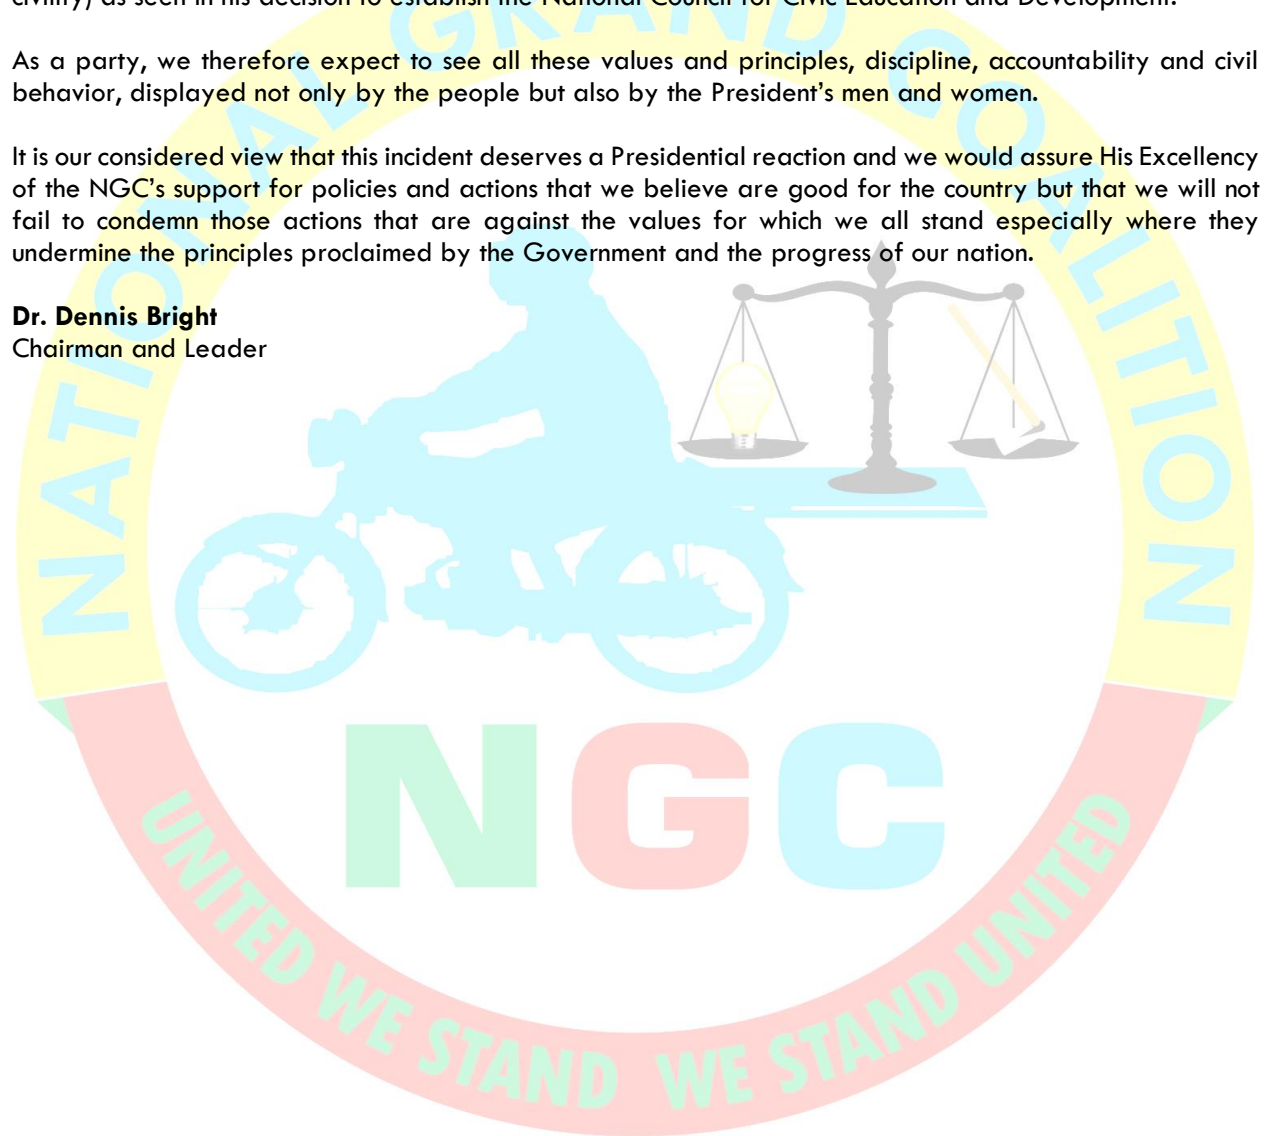 civility) as seen in his decision to establish the National Council for Civic Education and Development.
As a party, we therefore expect to see all these values and principles, discipline, accountability and civil
behavior, displayed not only by the people but also by the President’s men and women.
It is our considered view that this incident deserves a Presidential reaction and we would assure His Excellency
of the NGC’s support for policies and actions that we believe are good for the country but that we will not
fail to condemn those actions that are against the values for which we all stand especially where they
undermine the principles proclaimed by the Government and the progress of our nation.
Dr. Dennis Bright
Chairman and Leader
NATIONAL GRAND COALITION
NGC
UNITED WE STAND WE STAND UNITED